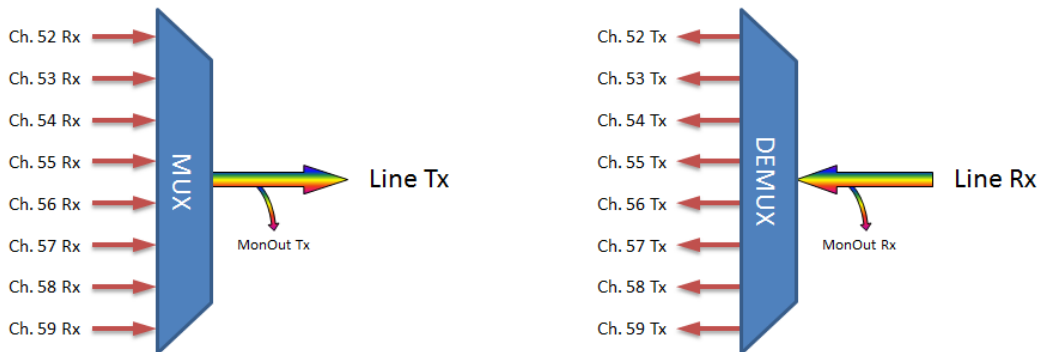 Ch. 52 Rx
Ch. 53 Rx
Ch. 54 Rx
Ch. 55 Rx
Ch. 56 Rx
Ch. 57 Rx
Ch. 58 Rx
Ch. 59 Rx
MUX
Line Tx
MonOut Tx
Ch. 52 Tx
Ch. 53 Tx
Ch. 54 Tx
Ch. 55 Tx
Ch. 56 Tx
Ch. 57 Tx
Ch. 58 Tx
Ch. 59 Tx
DEMUX
Line Rx
MonOut Rx